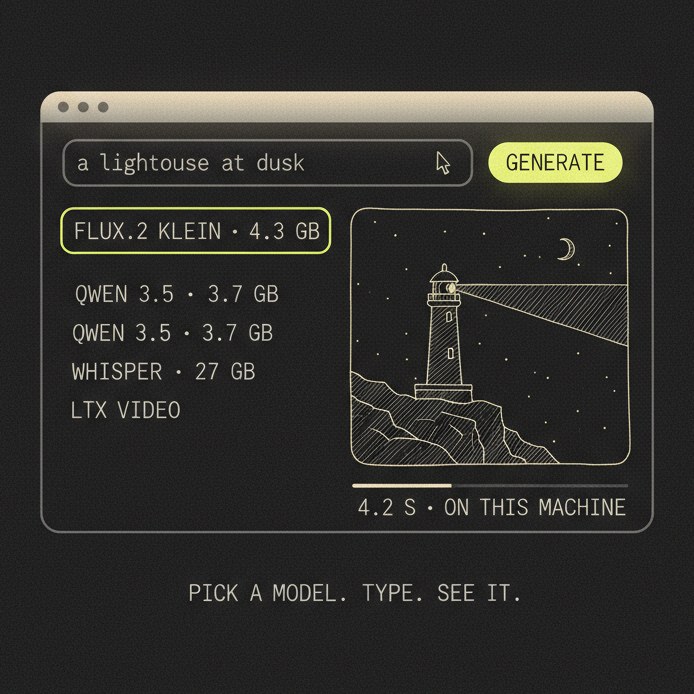 a lightouse at dusk
GENERATE
FLUX.2 KLEIN · 4.3 GB
QWEN 3.5 · 3.7 GB
QWEN 3.5 · 3.7 GB
WHISPER · 27 GB
LTX VIDEO
4.2 S · ON THIS MACHINE
PICK A MODEL. TYPE. SEE IT.